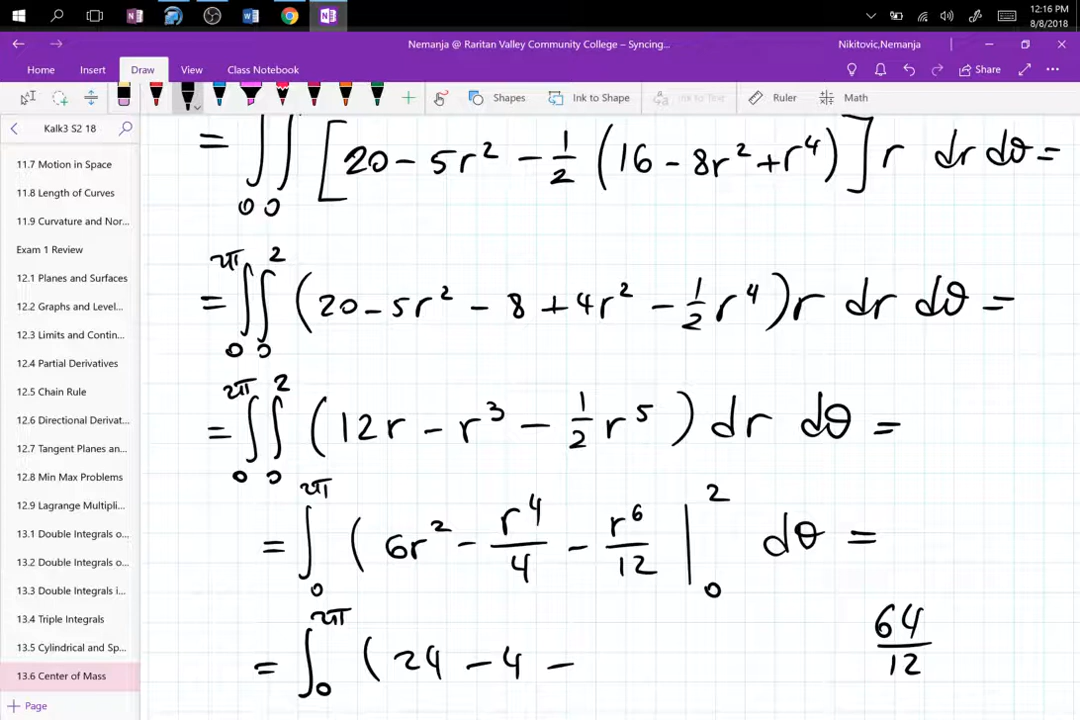 12:16 PM
8/8/2018
Nemanja @ Raritan Valley Community College – Syncing...
Nikitovic,Nemanja
Home Insert Draw View Class Notebook
Share
Shapes Ink to Shape Ink to Text Ruler Math
Kalk3 S2 18
11.7 Motion in Space
11.8 Length of Curves
11.9 Curvature and Nor...
Exam 1 Review
12.1 Planes and Surfaces
12.2 Graphs and Level...
12.3 Limits and Contin...
12.4 Partial Derivatives
12.5 Chain Rule
12.6 Directional Derivat...
12.7 Tangent Planes an...
12.8 Min Max Problems
12.9 Lagrange Multipli...
13.1 Double Integrals o...
13.2 Double Integrals o...
13.3 Double Integrals i...
13.4 Triple Integrals
13.5 Cylindrical and Sp...
13.6 Center of Mass
+ Page
= ∫₀ ∫₀ [20 – 5r² – 1/2 (16 – 8r² + r⁴)] r dr dθ =
= ∫₀^2π ∫₀² (20 – 5r² – 8 + 4r² – 1/2 r⁴) r dr dθ =
= ∫₀^2π ∫₀² (12r – r³ – 1/2 r⁵) dr dθ =
= ∫₀^2π (6r² – r⁴/4 – r⁶/12 |₀² dθ =
= ∫₀^2π (24 – 4 –
64/12